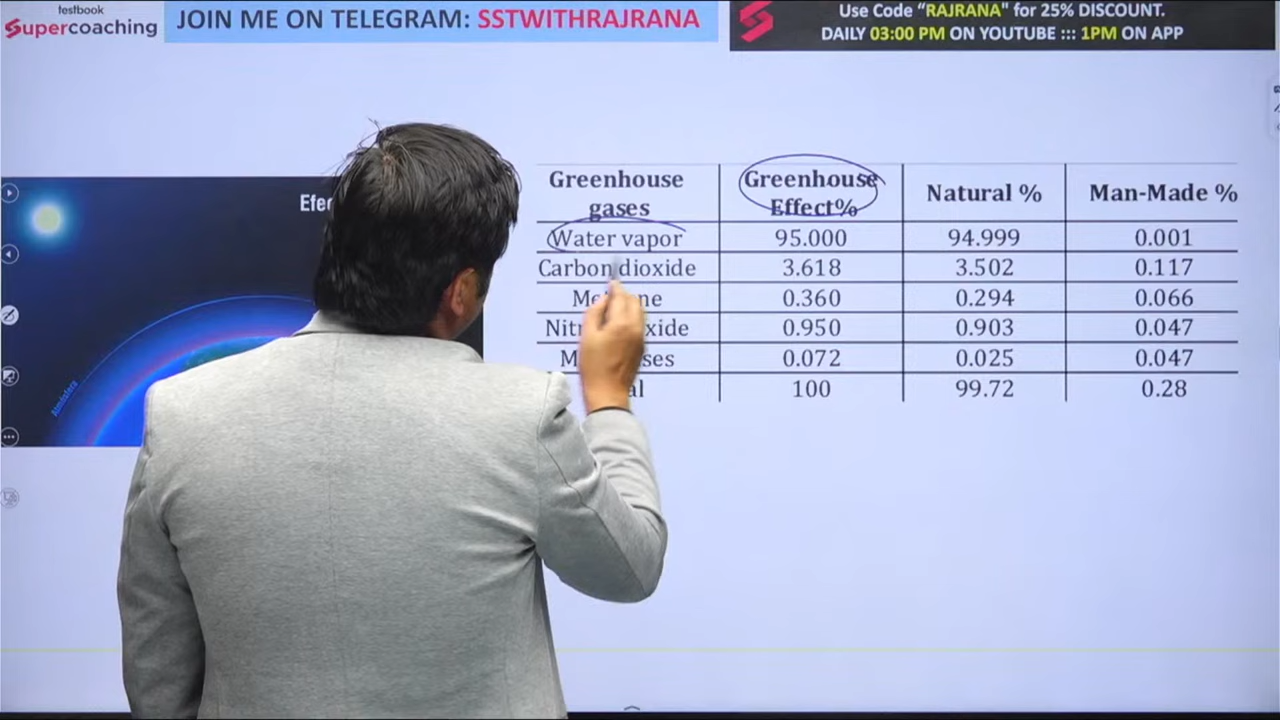 testbook
Supercoaching
JOIN ME ON TELEGRAM: SSTWITHRAJRANA
Use Code “RAJRANA" for 25% DISCOUNT.
DAILY 03:00 PM ON YOUTUBE ::: 1PM ON APP
Greenhouse gases Greenhouse Effect% Natural % Man-Made %
Water vapor 95.000 94.999 0.001
Carbon dioxide 3.618 3.502 0.117
0.360 0.294 0.066
0.950 0.903 0.047
0.072 0.025 0.047
100 99.72 0.28
Atmósfera